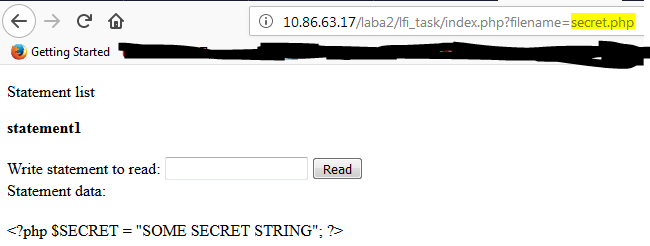 10.86.63.17/laba2/lfi_task/index.php?filename=secret.php
Getting Started
Statement list
statement1
Write statement to read: Read
Statement data:
<?php $SECRET = "SOME SECRET STRING"; ?>